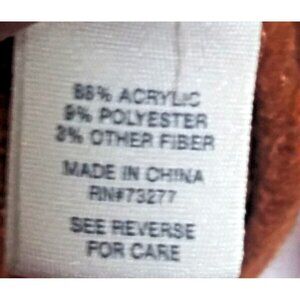 88% ACRYLIC
9% POLYESTER
3% OTHER FIBER
MADE IN CHINA
RN#73277
SEE REVERSE
FOR CARE